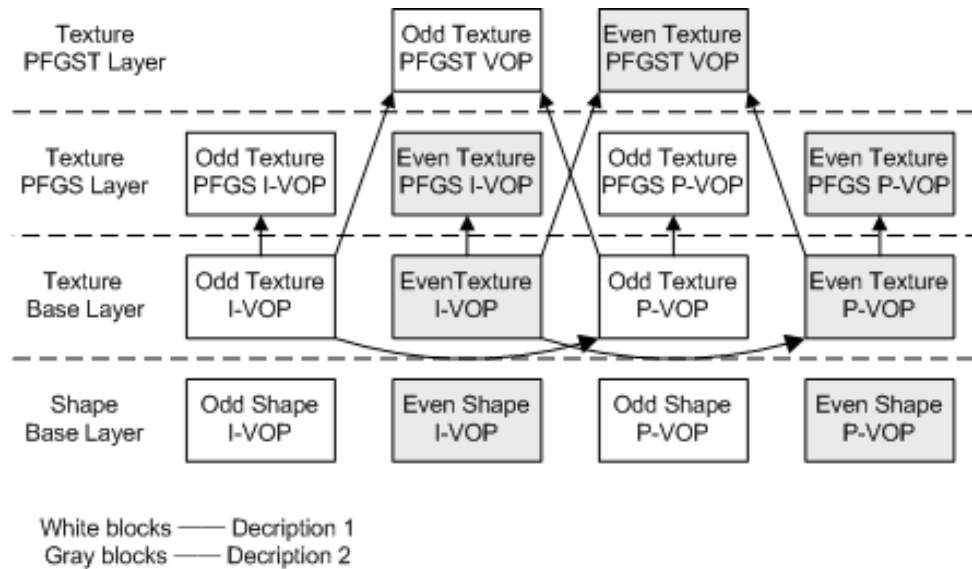 Texture
PFGST Layer
Odd Texture
PFGST VOP
Even Texture
PFGST VOP
Texture
PFGS Layer
Odd Texture
PFGS I-VOP
Even Texture
PFGS I-VOP
Odd Texture
PFGS P-VOP
Even Texture
PFGS P-VOP
Texture
Base Layer
Odd Texture
I-VOP
EvenTexture
I-VOP
Odd Texture
P-VOP
Even Texture
P-VOP
Shape
Base Layer
Odd Shape
I-VOP
Even Shape
I-VOP
Odd Shape
P-VOP
Even Shape
P-VOP
White blocks —— Decription 1
Gray blocks —— Decription 2